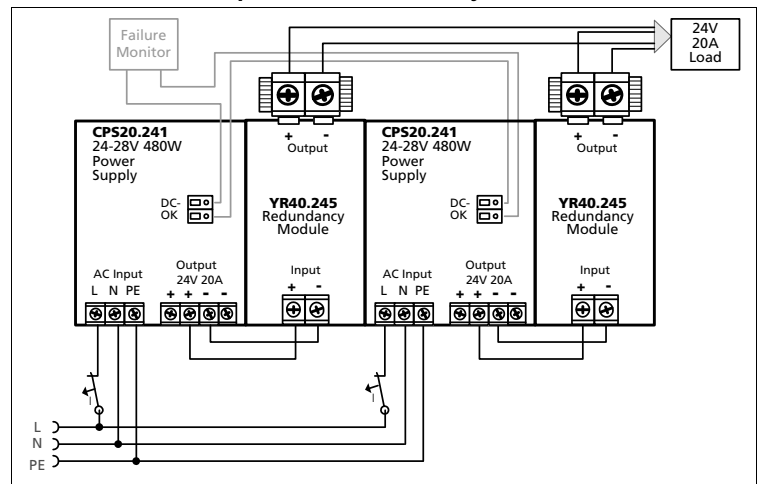 Failure
Monitor
24V
20A
Load
CPS20.241
24-28V 480W
Power
Supply
DC-
OK
AC Input
L N PE
Output
24V 20A
+ + - -
+ -
Output
YR40.245
Redundancy
Module
Input
+ -
CPS20.241
24-28V 480W
Power
Supply
DC-
OK
AC Input
L N PE
Output
24V 20A
+ + - -
+ -
Output
YR40.245
Redundancy
Module
Input
+ -
I
I
L
N
PE